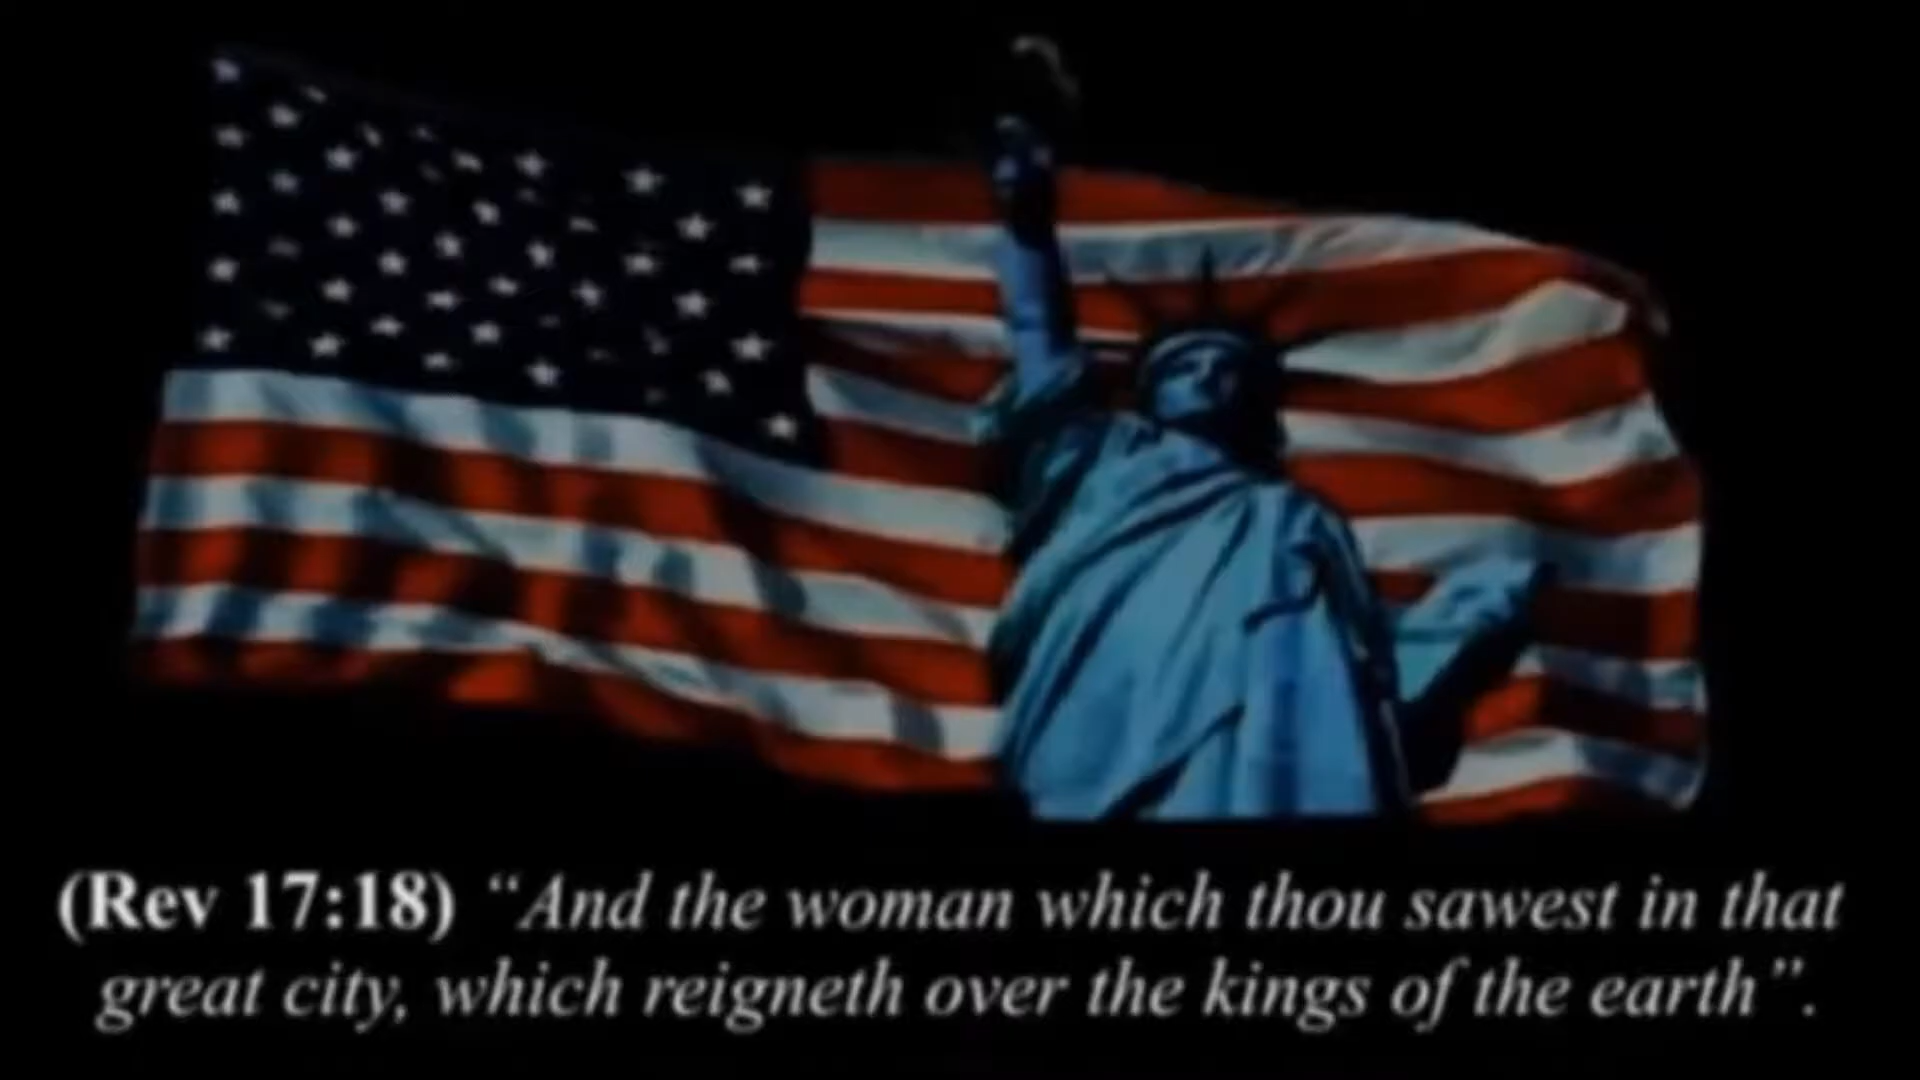 (Rev 17:18) “And the woman which thou sawest in that
great city, which reigneth over the kings of the earth”.